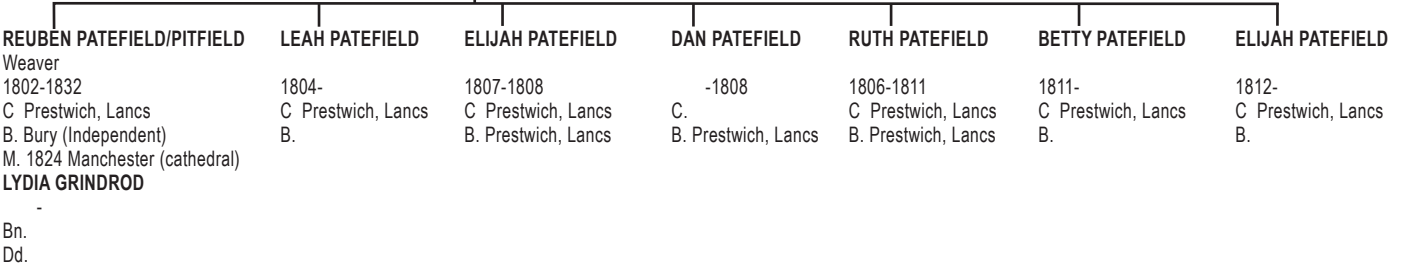 REUBEN PATEFIELD/PITFIELD LEAH PATEFIELD ELIJAH PATEFIELD DAN PATEFIELD RUTH PATEFIELD BETTY PATEFIELD ELIJAH PATEFIELD
Weaver
1802-1832 1804- 1807-1808 -1808 1806-1811 1811- 1812-
C Prestwich, Lancs C Prestwich, Lancs C Prestwich, Lancs C. C Prestwich, Lancs C Prestwich, Lancs C Prestwich, Lancs
B. Bury (Independent) B. B. Prestwich, Lancs B. Prestwich, Lancs B. Prestwich, Lancs B. B.
M. 1824 Manchester (cathedral)
LYDIA GRINDROD
-
Bn.
Dd.